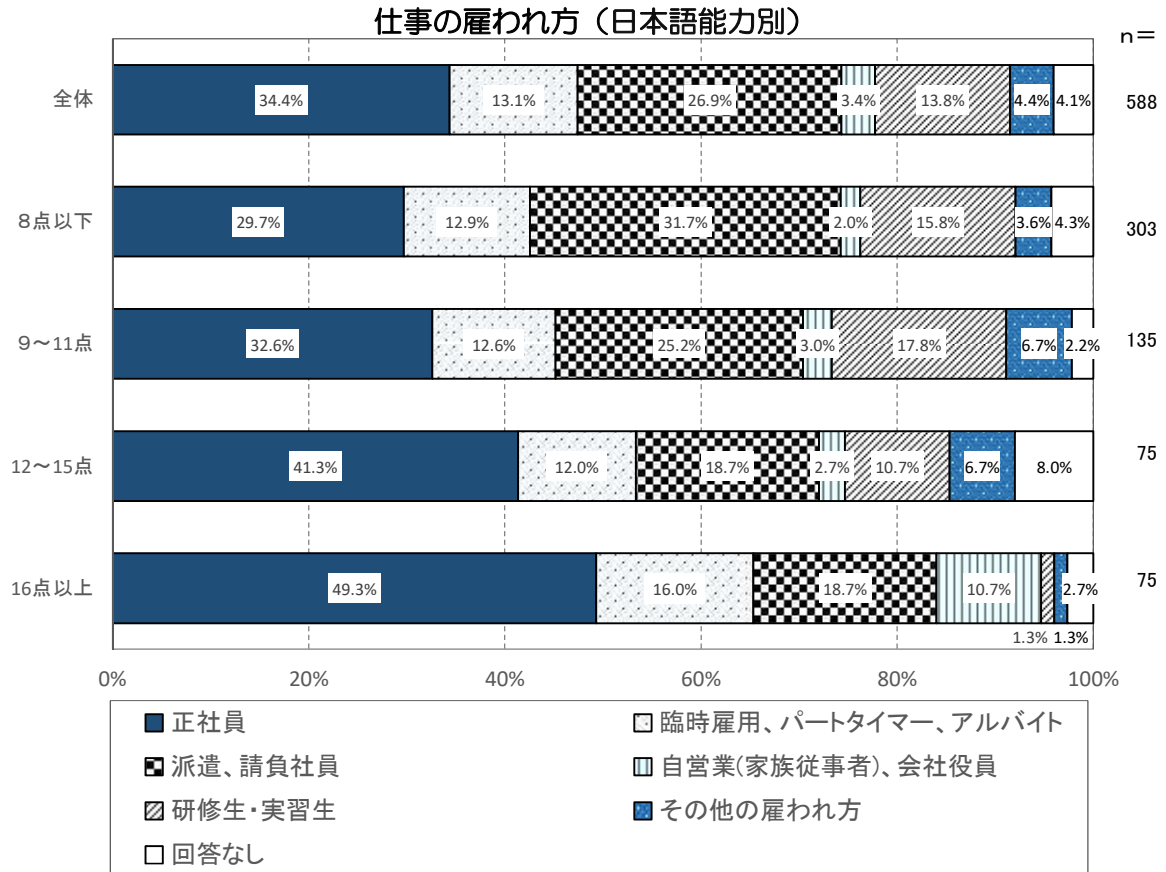 仕事の雇われ方（日本語能力別）
n＝
全体 34.4% 13.1% 26.9% 3.4% 13.8% 4.4% 4.1% 588
８点以下 29.7% 12.9% 31.7% 2.0% 15.8% 3.6% 4.3% 303
９～11点 32.6% 12.6% 25.2% 3.0% 17.8% 6.7% 2.2% 135
12～15点 41.3% 12.0% 18.7% 2.7% 10.7% 6.7% 8.0% 75
16点以上 49.3% 16.0% 18.7% 10.7% 2.7% 75
1.3% 1.3%
0% 20% 40% 60% 80% 100%
正社員 臨時雇用、パートタイマー、アルバイト
派遣、請負社員 自営業(家族従事者)、会社役員
研修生・実習生 その他の雇われ方
回答なし